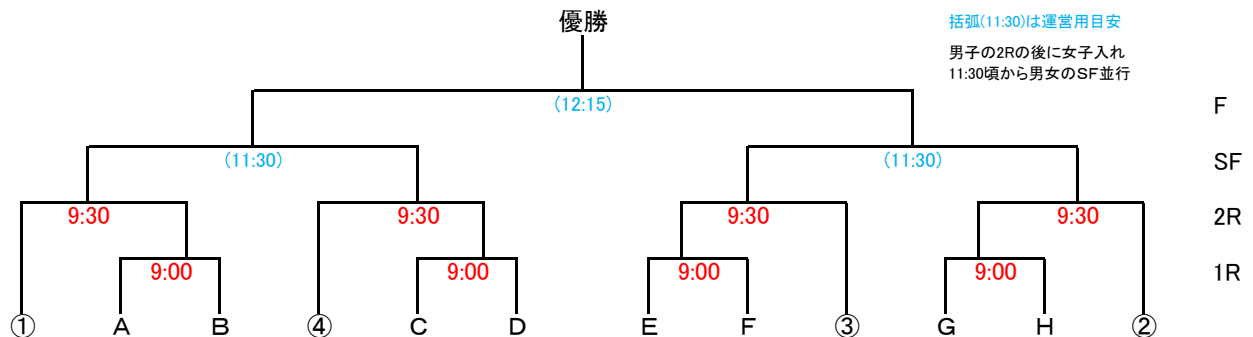 優勝
括弧(11:30)は運営用目安
男子の2Rの後に女子入れ
11:30頃から男女のSF並行
(12:15)
F
(11:30)
(11:30)
SF
9:30
9:30
9:30
9:30
2R
9:00
9:00
9:00
9:00
1R
① A B ④ C D E F ③ G H ②